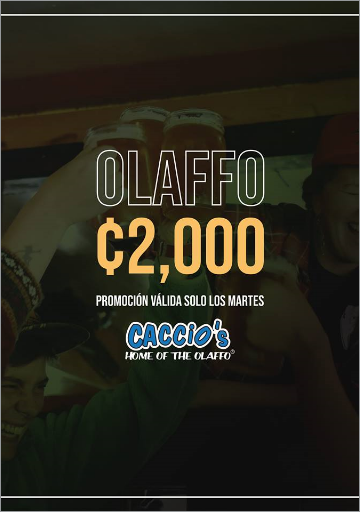 OLAFFO
₡2,000
PROMOCIÓN VÁLIDA SOLO LOS MARTES
CACCIO'S
HOME OF THE OLAFFO®